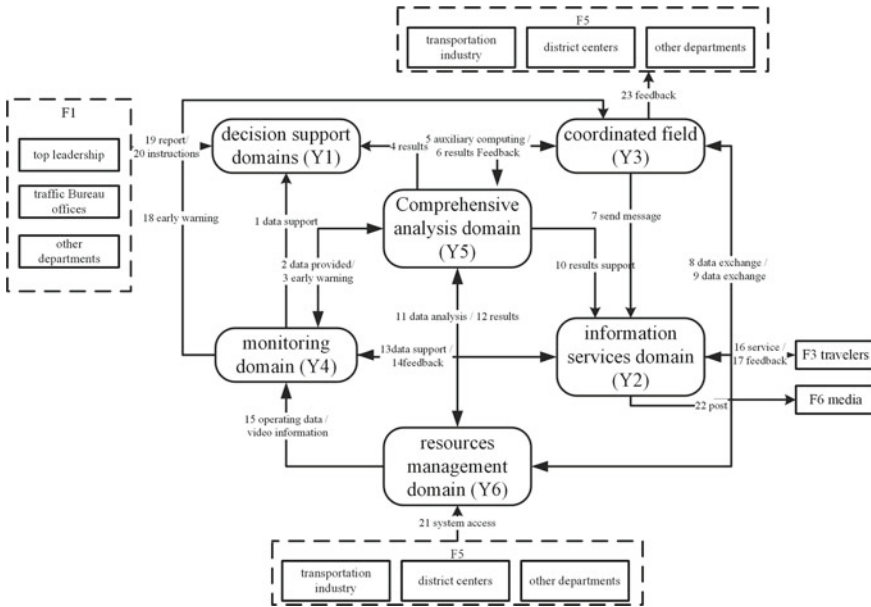 F5
transportation
industry
district centers
other departments
F1
top leadership
traffic Bureau
offices
other
departments
23 feedback
19 report/
20 instructions
decision support
domains (Y1)
4 results
5 auxiliary computing /
6 results Feedback
coordinated field
(Y3)
18 early warning
1 data support
Comprehensive
analysis domain
(Y5)
7 send message
2 data provided/
3 early warning
10 results support
8 data exchange /
9 data exchange
11 data analysis / 12 results
monitoring
domain (Y4)
13data support /
14feedback
information
services domain
(Y2)
16 service /
17 feedback
F3 travelers
22 post
F6 media
15 operating data /
video information
resources
management
domain (Y6)
21 system access
F5
transportation
industry
district centers
other departments